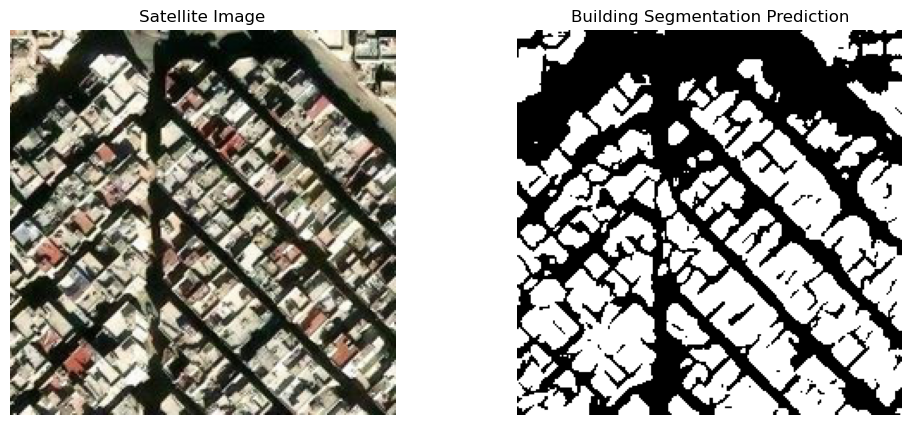 Satellite Image
Building Segmentation Prediction